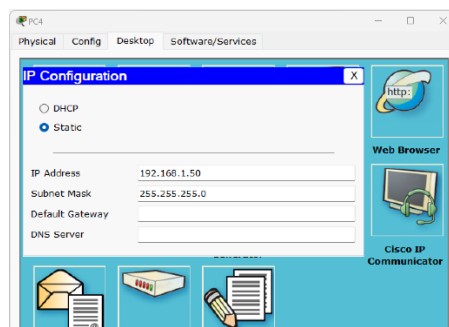 PC4
Physical Config Desktop Software/Services
IP Configuration X
DHCP
Static
IP Address 192.168.1.50
Subnet Mask 255.255.255.0
Default Gateway
DNS Server
http:
Web Browser
Cisco IP
Communicator